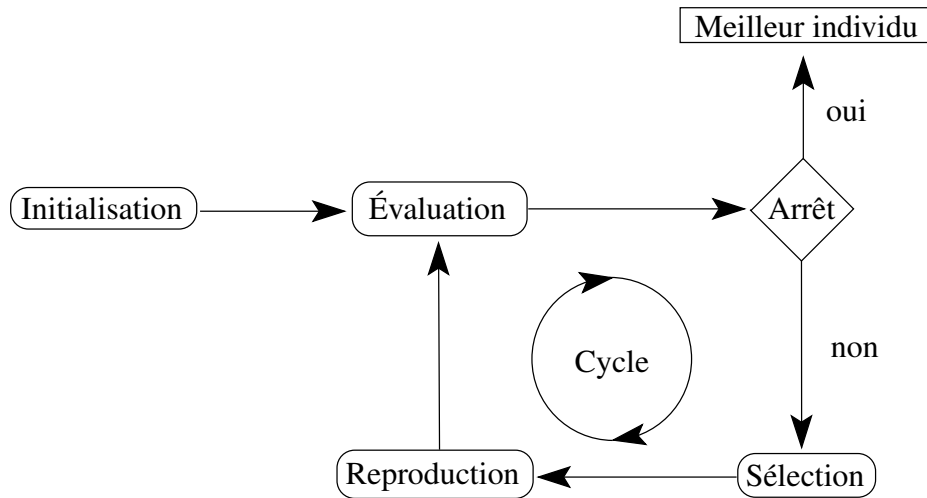 Meilleur individu
oui
Initialisation
Évaluation
Arrêt
non
Cycle
Reproduction
Sélection